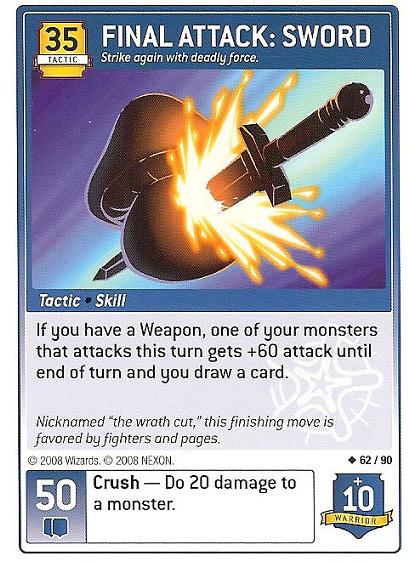 35
TACTIC
FINAL ATTACK: SWORD
Strike again with deadly force.
Tactic • Skill
If you have a Weapon, one of your monsters
that attacks this turn gets +60 attack until
end of turn and you draw a card.
Nicknamed “the wrath cut,” this finishing move is
favored by fighters and pages.
© 2008 Wizards. © 2008 NEXON.
◆ 62 / 90
50
Crush — Do 20 damage to
a monster.
+
10
WARRIOR